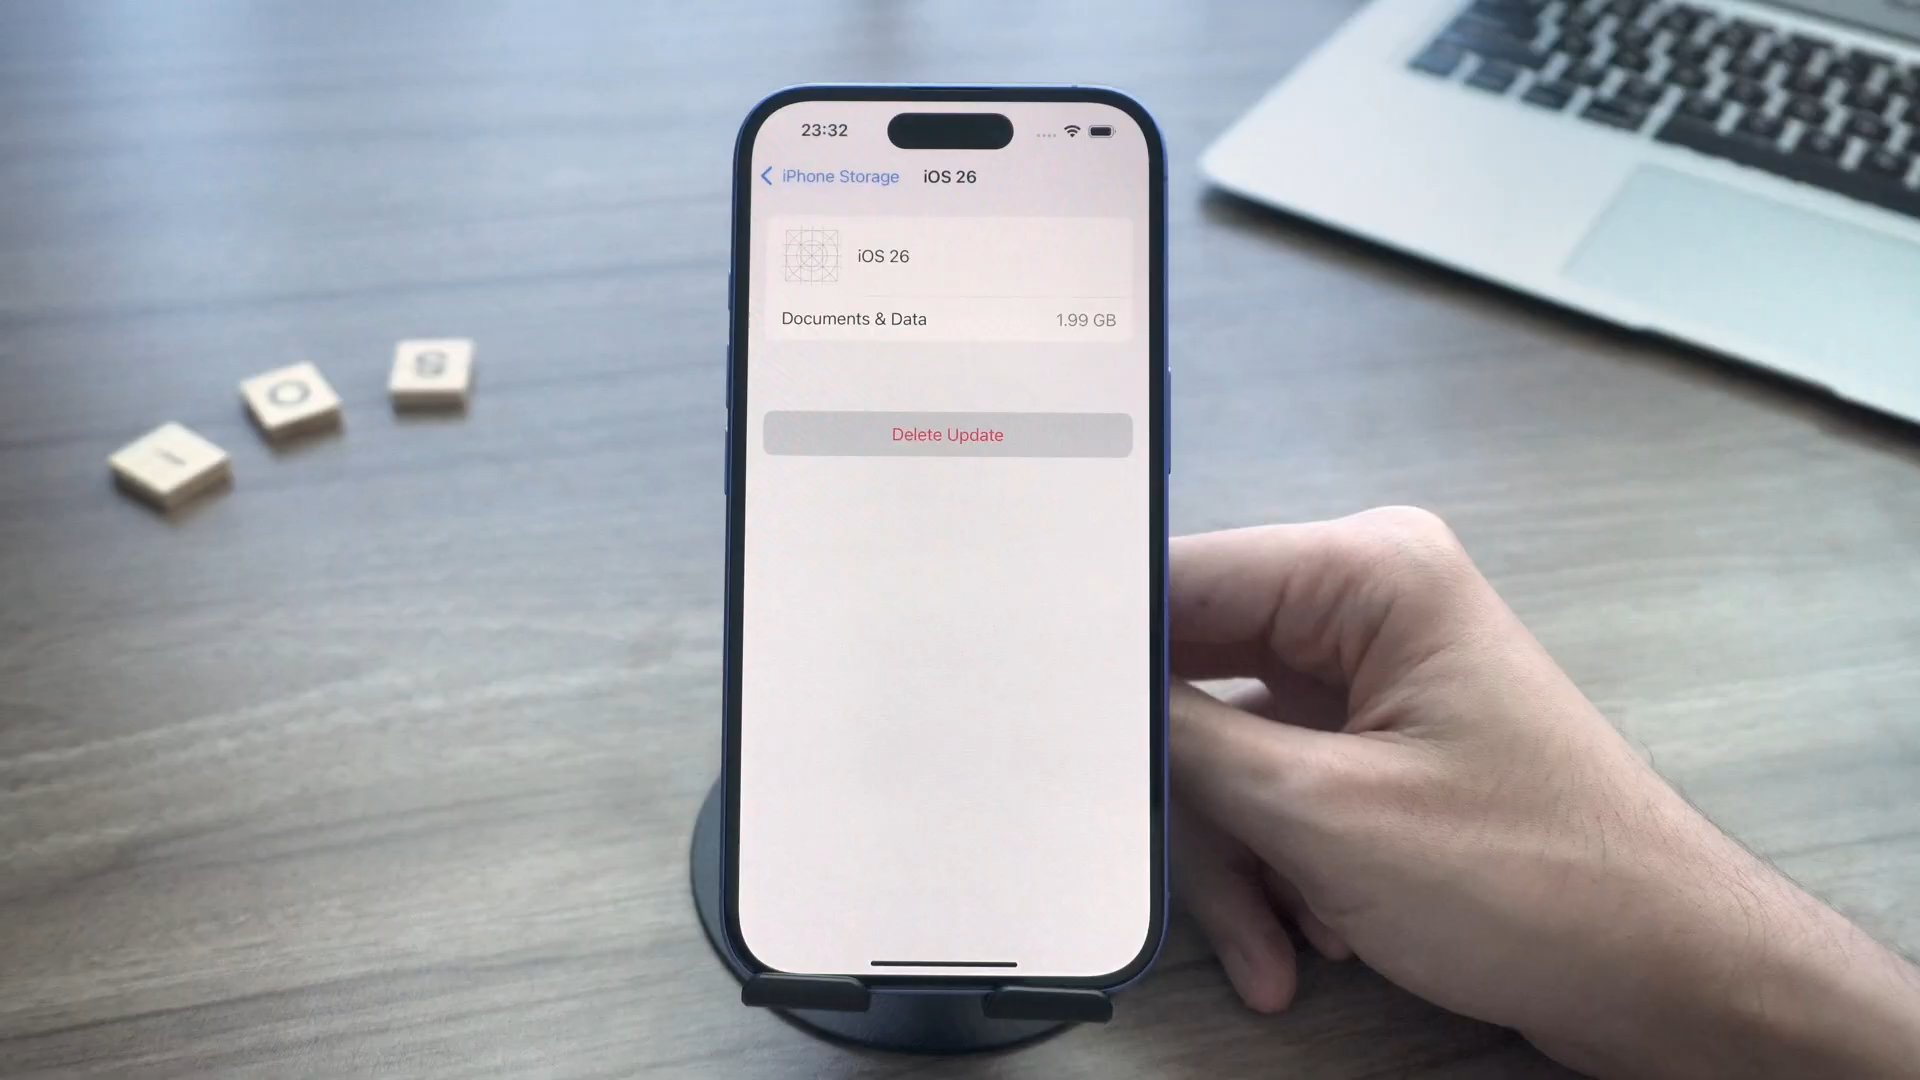 23:32
iPhone Storage iOS 26
iOS 26
Documents & Data 1.99 GB
Delete Update
O
S